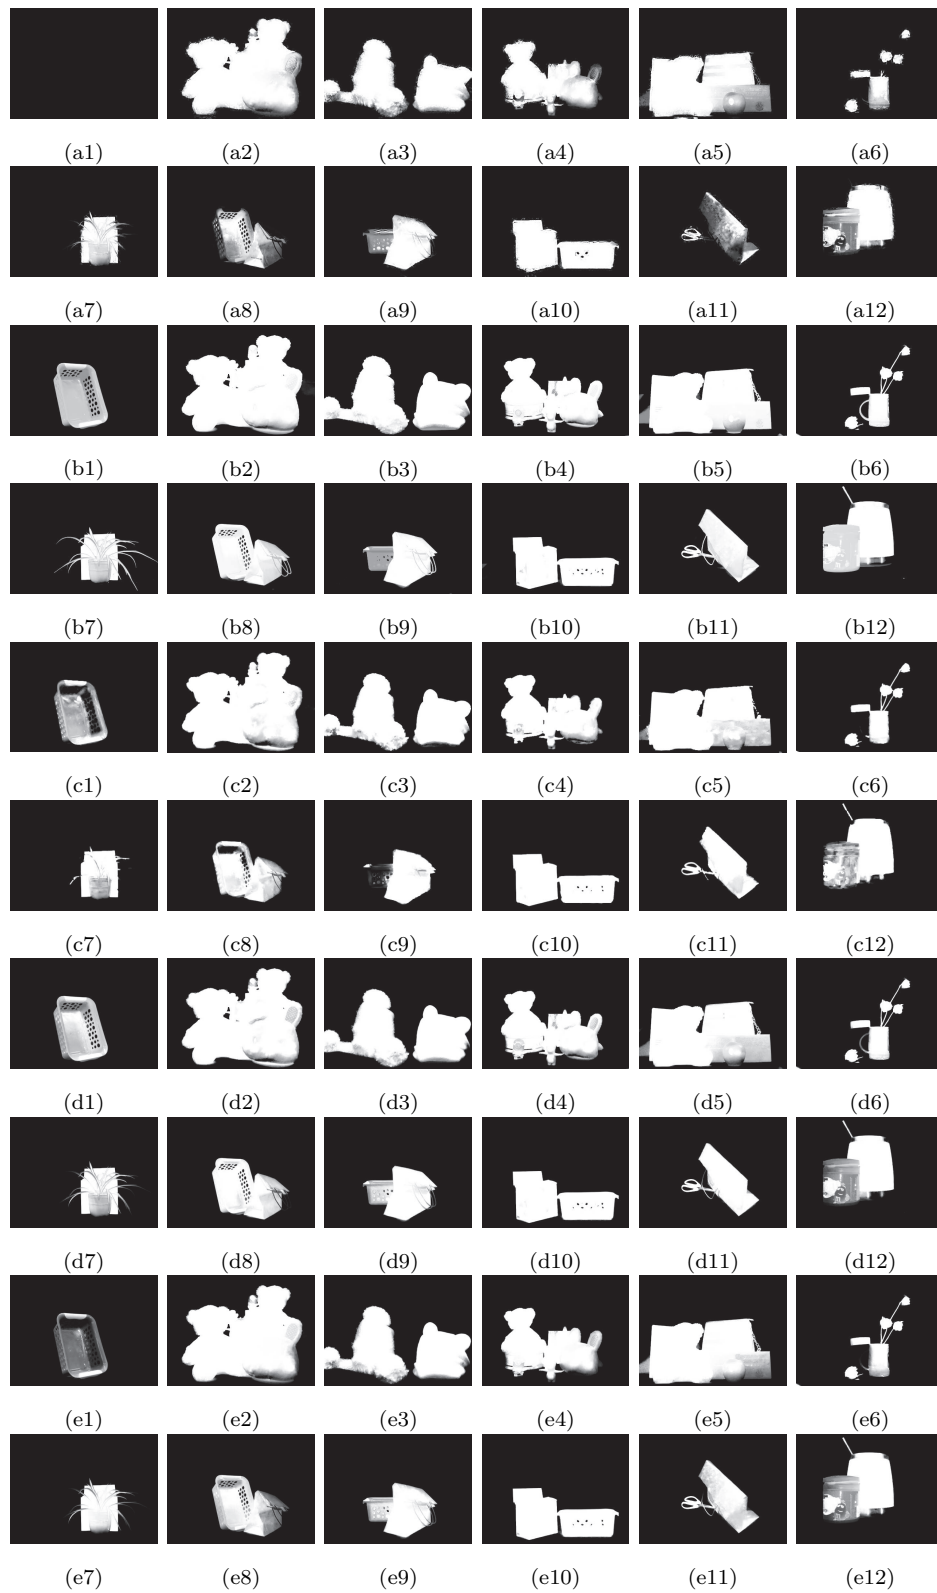 (a1) (a2) (a3) (a4) (a5) (a6)
(a7) (a8) (a9) (a10) (a11) (a12)
(b1) (b2) (b3) (b4) (b5) (b6)
(b7) (b8) (b9) (b10) (b11) (b12)
(c1) (c2) (c3) (c4) (c5) (c6)
(c7) (c8) (c9) (c10) (c11) (c12)
(d1) (d2) (d3) (d4) (d5) (d6)
(d7) (d8) (d9) (d10) (d11) (d12)
(e1) (e2) (e3) (e4) (e5) (e6)
(e7) (e8) (e9) (e10) (e11) (e12)